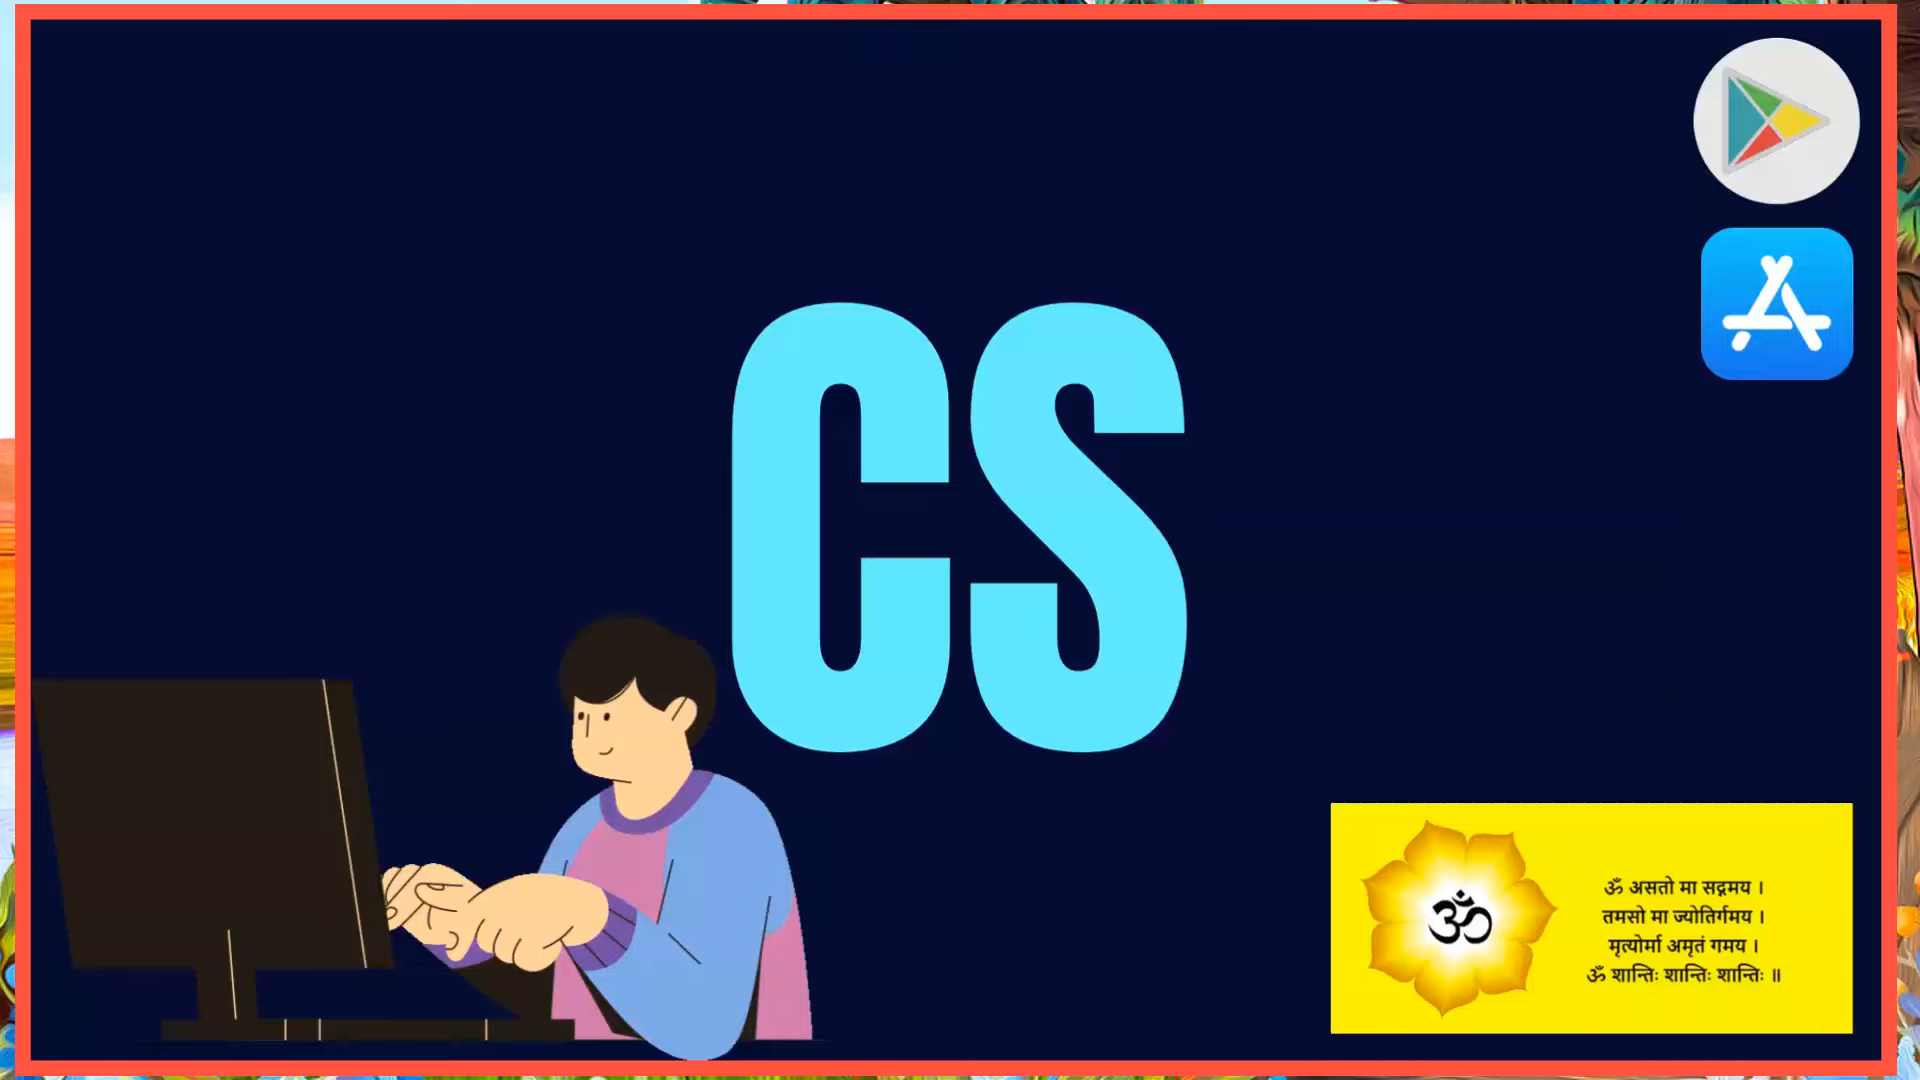 CS
ॐ
ॐ असतो मा सद्गमय ।
तमसो मा ज्योतिर्गमय ।
मृत्योर्मा अमृतं गमय ।
ॐ शान्तिः शान्तिः शान्तिः ॥